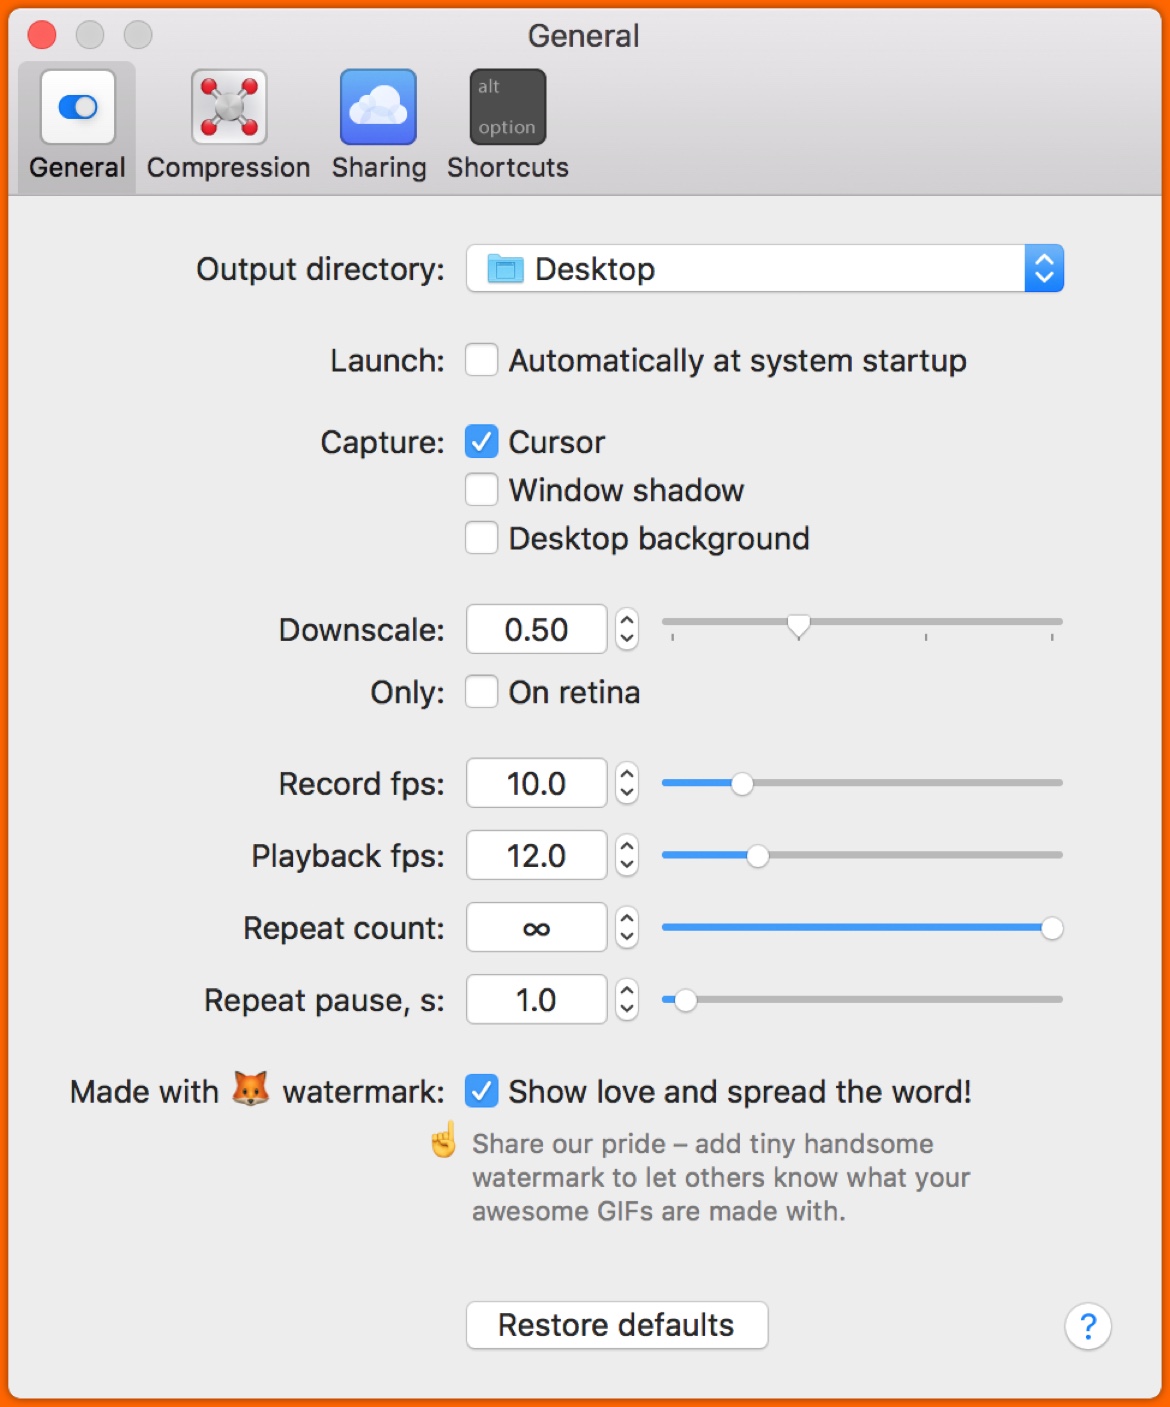 General
alt
option
General Compression Sharing Shortcuts
Output directory: Desktop
Launch: Automatically at system startup
Capture: Cursor
Window shadow
Desktop background
Downscale: 0.50
Only: On retina
Record fps: 10.0
Playback fps: 12.0
Repeat count: ∞
Repeat pause, s: 1.0
Made with 🦊 watermark: Show love and spread the word!
☝️ Share our pride – add tiny handsome
watermark to let others know what your
awesome GIFs are made with.
Restore defaults ?